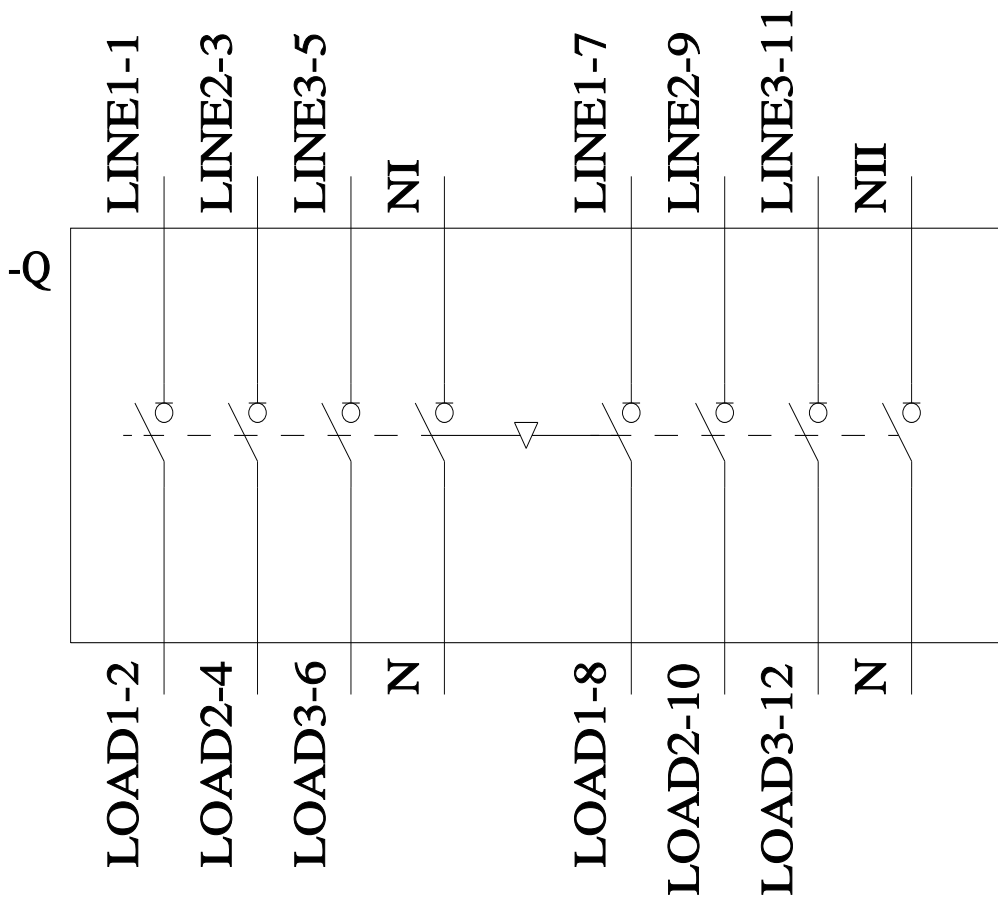 LINE1-1
LINE2-3
LINE3-5
NI
LINE1-7
LINE2-9
LINE3-11
NII
-Q
LOAD1-2
LOAD2-4
LOAD3-6
N
LOAD1-8
LOAD2-10
LOAD3-12
N